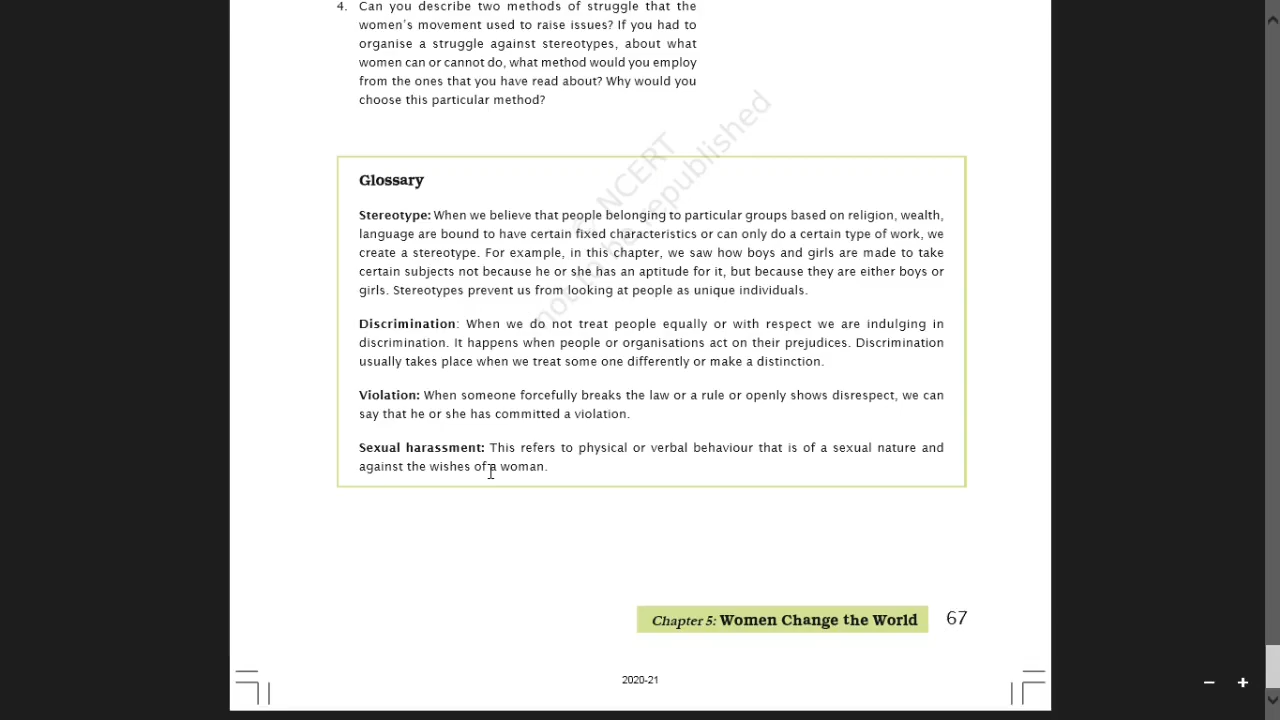 4. Can you describe two methods of struggle that the
women's movement used to raise issues? If you had to
organise a struggle against stereotypes, about what
women can or cannot do, what method would you employ
from the ones that you have read about? Why would you
choose this particular method?
NCERT
not to be republished
Glossary
Stereotype: When we believe that people belonging to particular groups based on religion, wealth,
language are bound to have certain fixed characteristics or can only do a certain type of work, we
create a stereotype. For example, in this chapter, we saw how boys and girls are made to take
certain subjects not because he or she has an aptitude for it, but because they are either boys or
girls. Stereotypes prevent us from looking at people as unique individuals.
Discrimination: When we do not treat people equally or with respect we are indulging in
discrimination. It happens when people or organisations act on their prejudices. Discrimination
usually takes place when we treat some one differently or make a distinction.
Violation: When someone forcefully breaks the law or a rule or openly shows disrespect, we can
say that he or she has committed a violation.
Sexual harassment: This refers to physical or verbal behaviour that is of a sexual nature and
against the wishes of a woman.
Chapter 5: Women Change the World 67
2020-21